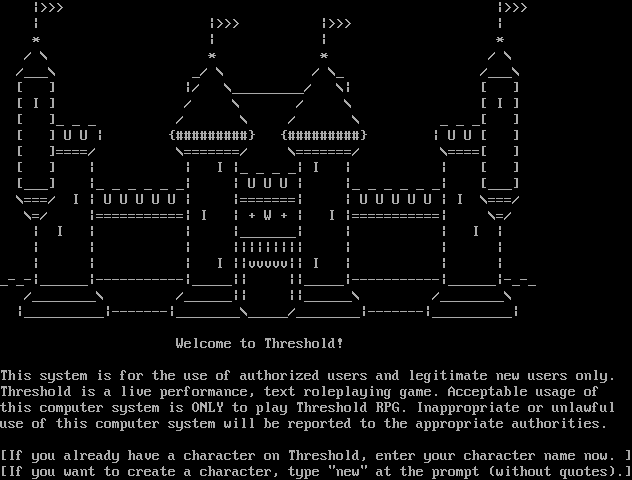 Welcome to Threshold!
This system is for the use of authorized users and legitimate new users only.
Threshold is a live performance, text roleplaying game. Acceptable usage of
this computer system is ONLY to play Threshold RPG. Inappropriate or unlawful
use of this computer system will be reported to the appropriate authorities.
[If you already have a character on Threshold, enter your character name now. ]
[If you want to create a character, type "new" at the prompt (without quotes).]